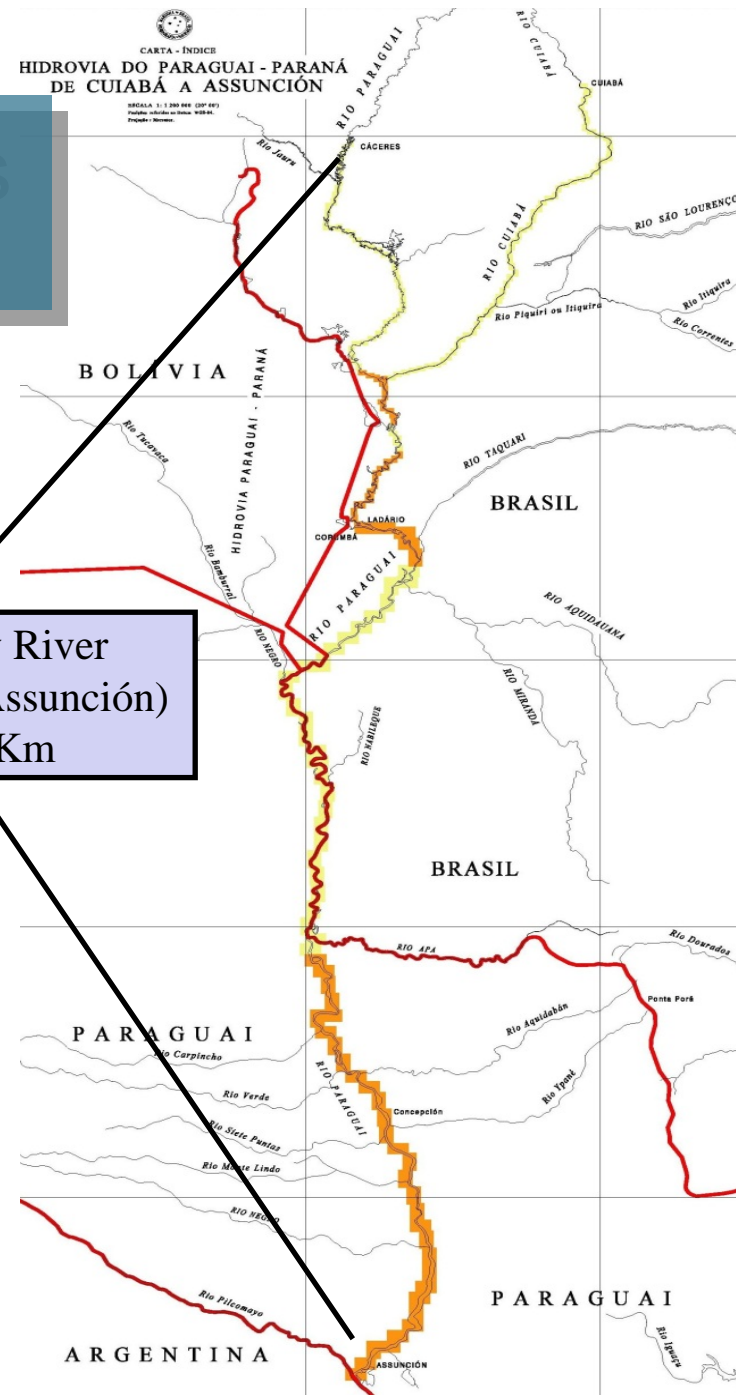 CARTA - ÍNDICE
HIDROVIA DO PARAGUAI - PARANÁ
DE CUIABÁ A ASSUNCIÓN
S
RIO PARAGUAI
RIO CUIABÁ
CUIABÁ
CÁCERES
Rio Jauru
RIO SÃO LOURENÇO
RIO CUIABÁ
Rio Piquiri ou Itiquira
Rio Itiquira
Rio Correntes
BOLÍVIA
HIDROVIA PARAGUAI - PARANÁ
Rio Tucavaca
RIO TAQUARI
BRASIL
LADÁRIO
CORUMBÁ
Rio Bamburral
RIO PARAGUAI
RIO NEGRO
RIO AQUIDAUANA
RIO MIRANDA
y River
Assunción)
Km
RIO NABILEQUE
BRASIL
RIO APA
Rio Dourados
Ponta Porã
PARAGUAI
Rio Carpincho
Rio Aquidabán
RIO PARAGUAI
Rio Verde
Rio Ypané
Concepción
Rio Siete Puntas
Rio Monte Lindo
RIO NEGRO
Rio Pilcomayo
PARAGUAI
Rio Iguaçu
ARGENTINA
ASSUNCIÓN